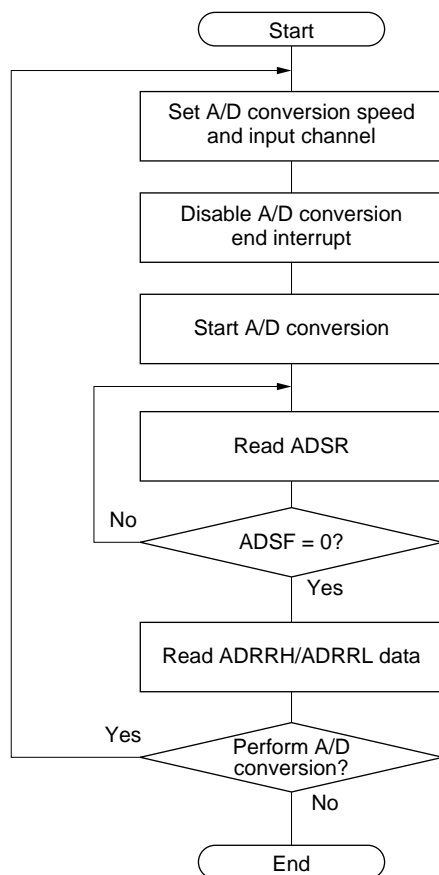 Start
Set A/D conversion speed
and input channel
Disable A/D conversion
end interrupt
Start A/D conversion
Read ADSR
No
ADSF = 0?
Yes
Read ADRRH/ADRRL data
Yes
Perform A/D
conversion?
No
End